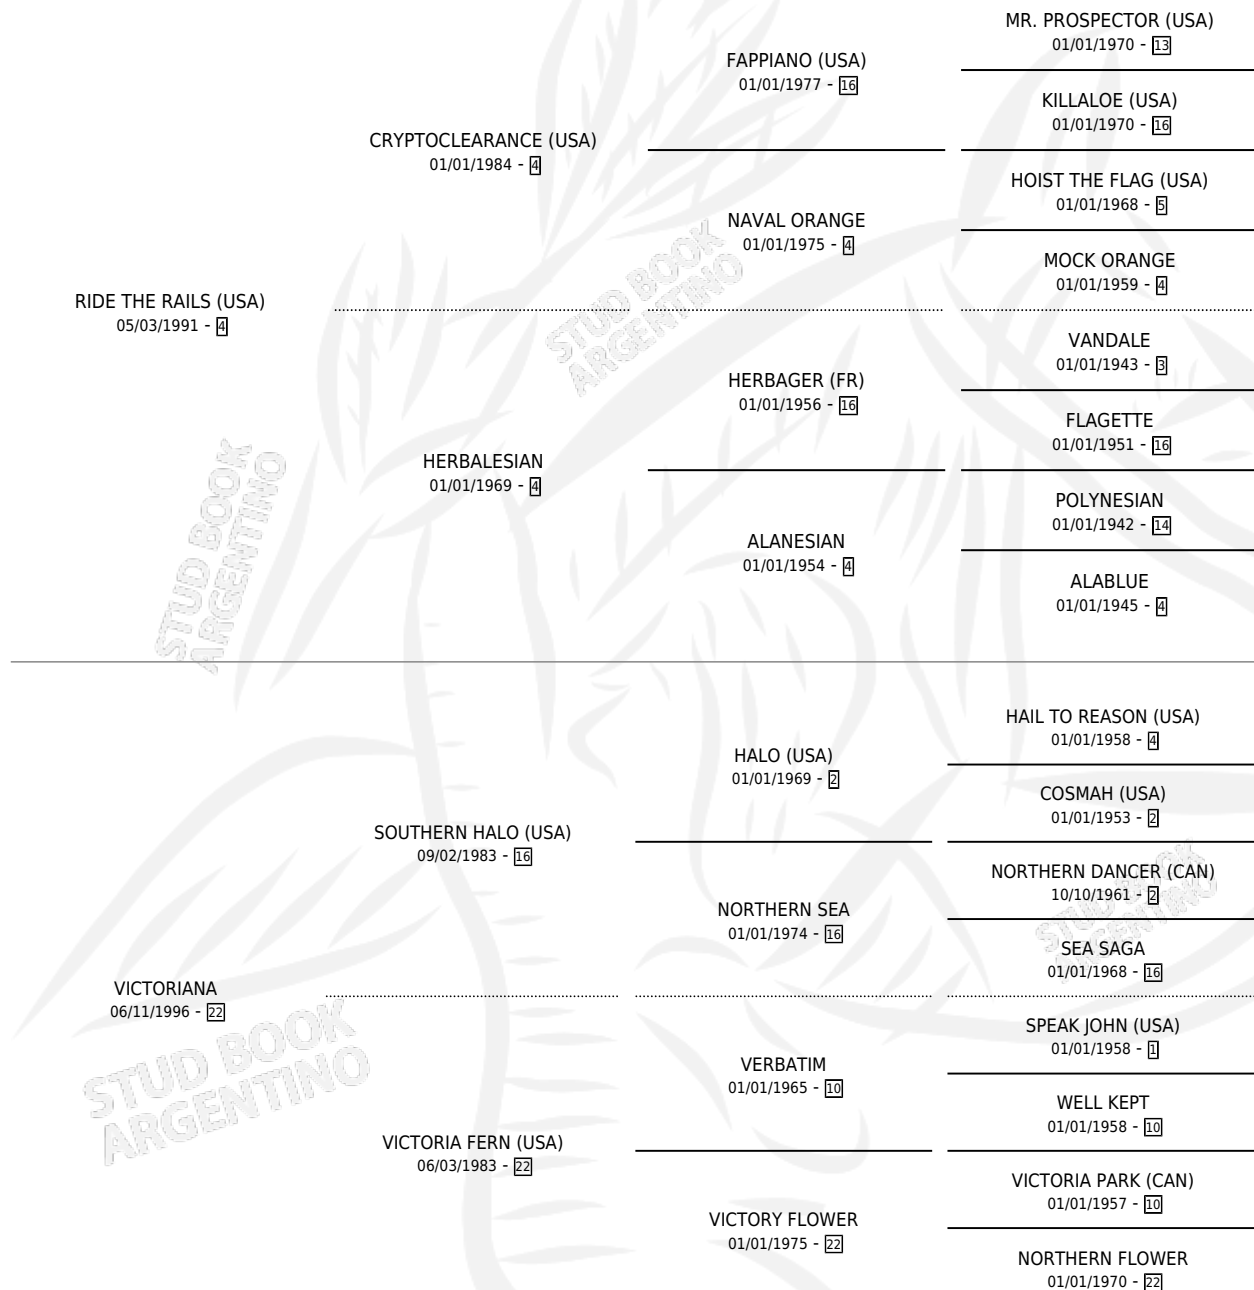 MR. PROSPECTOR (USA)
01/01/1970 - 13
FAPPIANO (USA)
01/01/1977 - 16
KILLALOE (USA)
01/01/1970 - 16
CRYPTOCLEARANCE (USA)
01/01/1984 - 4
HOIST THE FLAG (USA)
01/01/1968 - 5
NAVAL ORANGE
01/01/1975 - 4
MOCK ORANGE
01/01/1959 - 4
RIDE THE RAILS (USA)
05/03/1991 - 4
VANDALE
01/01/1943 - 3
HERBAGER (FR)
01/01/1956 - 16
FLAGETTE
01/01/1951 - 16
HERBALESIAN
01/01/1969 - 4
POLYNESIAN
01/01/1942 - 14
ALANESIAN
01/01/1954 - 4
ALABLUE
01/01/1945 - 4
HAIL TO REASON (USA)
01/01/1958 - 4
HALO (USA)
01/01/1969 - 2
COSMAH (USA)
01/01/1953 - 2
SOUTHERN HALO (USA)
09/02/1983 - 16
NORTHERN DANCER (CAN)
10/10/1961 - 2
NORTHERN SEA
01/01/1974 - 16
SEA SAGA
01/01/1968 - 16
VICTORIANA
06/11/1996 - 22
SPEAK JOHN (USA)
01/01/1958 - 1
VERBATIM
01/01/1965 - 10
WELL KEPT
01/01/1958 - 10
VICTORIA FERN (USA)
06/03/1983 - 22
VICTORIA PARK (CAN)
01/01/1957 - 10
VICTORY FLOWER
01/01/1975 - 22
NORTHERN FLOWER
01/01/1970 - 22
STUD BOOK
ARGENTINO
STUD BOOK
ARGENTINO
STUD BOOK
ARGENTINO
STUD BOOK
ARGENTINO